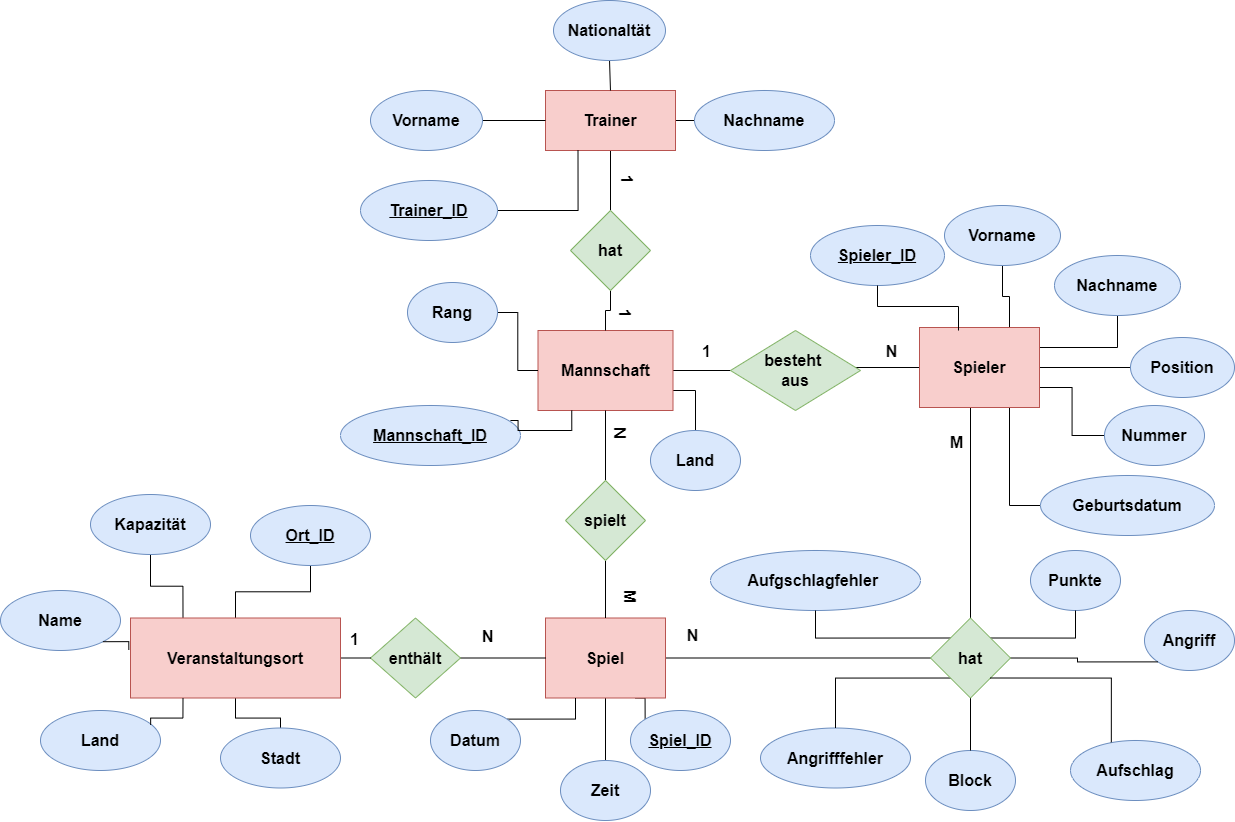 Nationaltät
Vorname
Trainer
Nachname
1
Trainer_ID
hat
Spieler_ID
Vorname
Nachname
Rang
1
Mannschaft
1
besteht
aus
N
Spieler
Position
Mannschaft_ID
N
Land
M
Nummer
Geburtsdatum
Kapazität
Ort_ID
spielt
Aufgschlagfehler
Punkte
Name
M
Angriff
Veranstaltungsort
1
enthält
N
Spiel
N
hat
Land
Stadt
Datum
Spiel_ID
Zeit
Angrifffehler
Block
Aufschlag